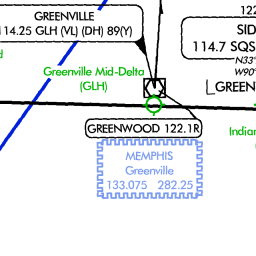 GREENVILLE
114.25 GLH (VL) (DH) 89(Y)
122
SID
114.7 SQS
N33°
W90°
GREEN
Greenville Mid-Delta
(GLH)
GREENWOOD 122.1R
India
MEMPHIS
Greenville
133.075 282.25